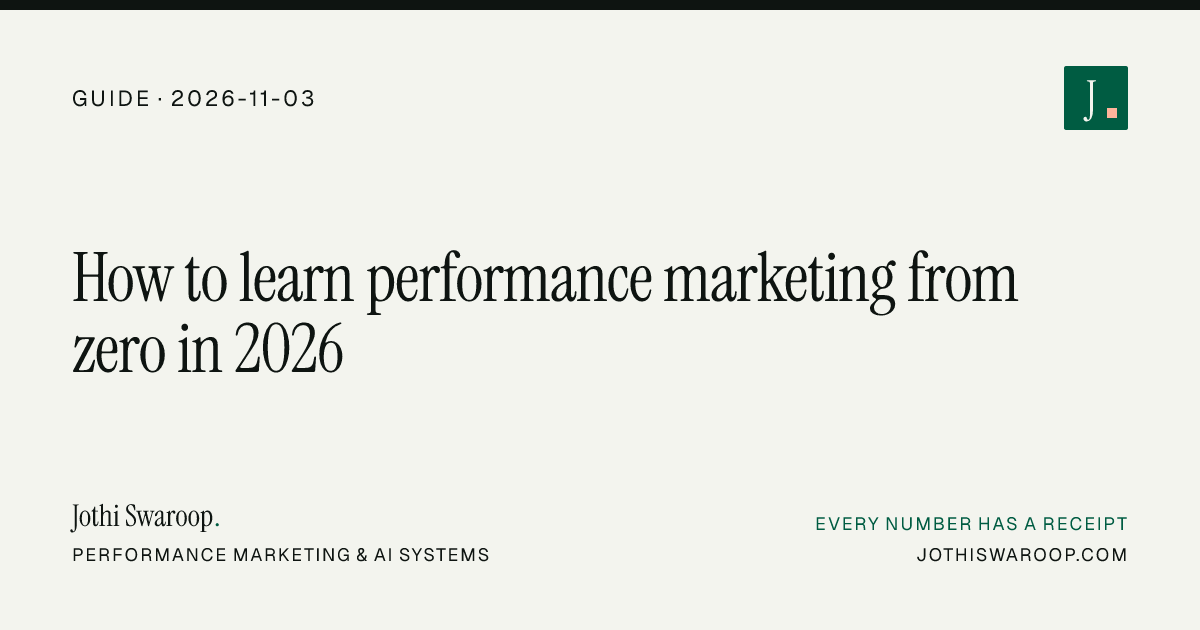 GUIDE · 2026-11-03
J.
How to learn performance marketing from
zero in 2026
Jothi Swaroop.
PERFORMANCE MARKETING & AI SYSTEMS
EVERY NUMBER HAS A RECEIPT
JOTHISWAROOP.COM